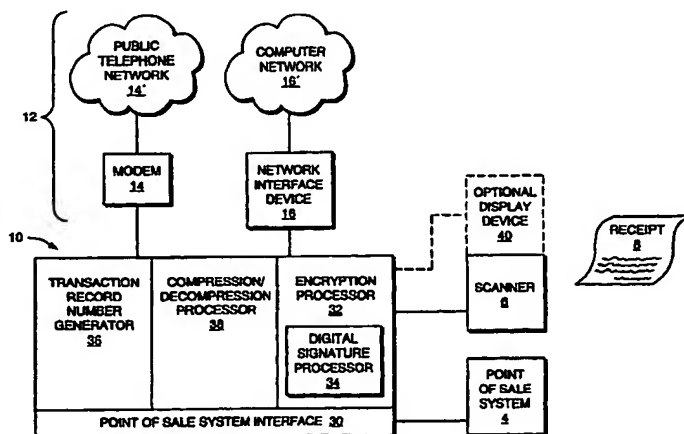 PUBLIC
TELEPHONE
NETWORK
14'
COMPUTER
NETWORK
16'
12
MODEM
14
NETWORK
INTERFACE
DEVICE
16
OPTIONAL
DISPLAY
DEVICE
40
RECEIPT
8
10
TRANSACTION
RECORD
NUMBER
GENERATOR
36
COMPRESSION/
DECOMPRESSION
PROCESSOR
38
ENCRYPTION
PROCESSOR
32
DIGITAL
SIGNATURE
PROCESSOR
34
SCANNER
6
POINT
OF SALE
SYSTEM
4
POINT OF SALE SYSTEM INTERFACE 30